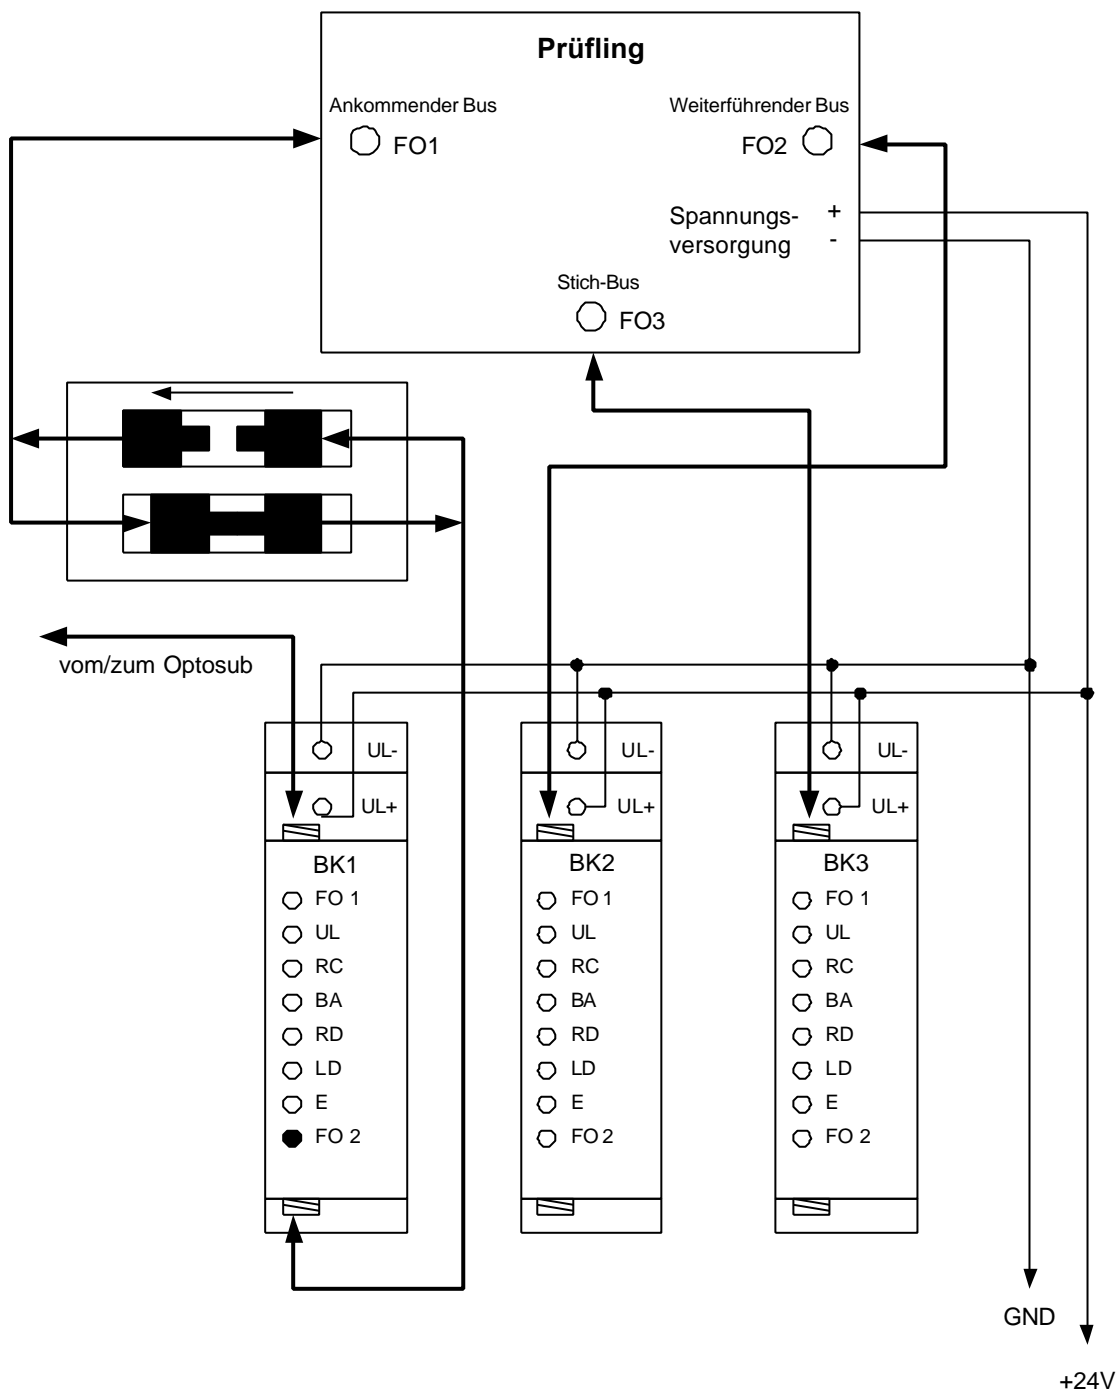 Prüfling
Ankommender Bus
Weiterführender Bus
FO1
FO2
Spannungs- +
versorgung -
Stich-Bus
FO3
vom/zum Optosub
UL-
UL+
BK1
FO 1
UL
RC
BA
RD
LD
E
FO 2
UL-
UL+
BK2
FO 1
UL
RC
BA
RD
LD
E
FO 2
UL-
UL+
BK3
FO 1
UL
RC
BA
RD
LD
E
FO 2
GND
+24V